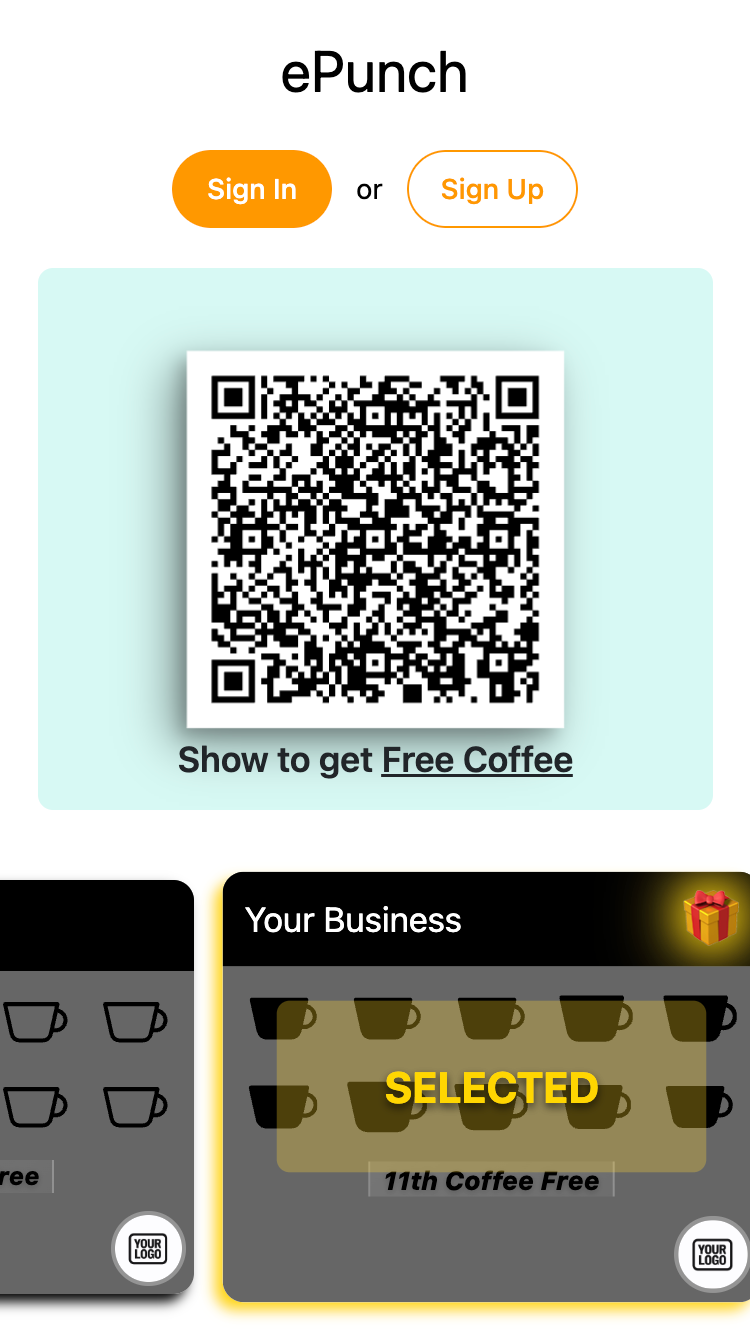 ePunch
Sign In or Sign Up
Show to get Free Coffee
Your Business
SELECTED
ree
11th Coffee Free
YOUR
LOGO
YOUR
LOGO